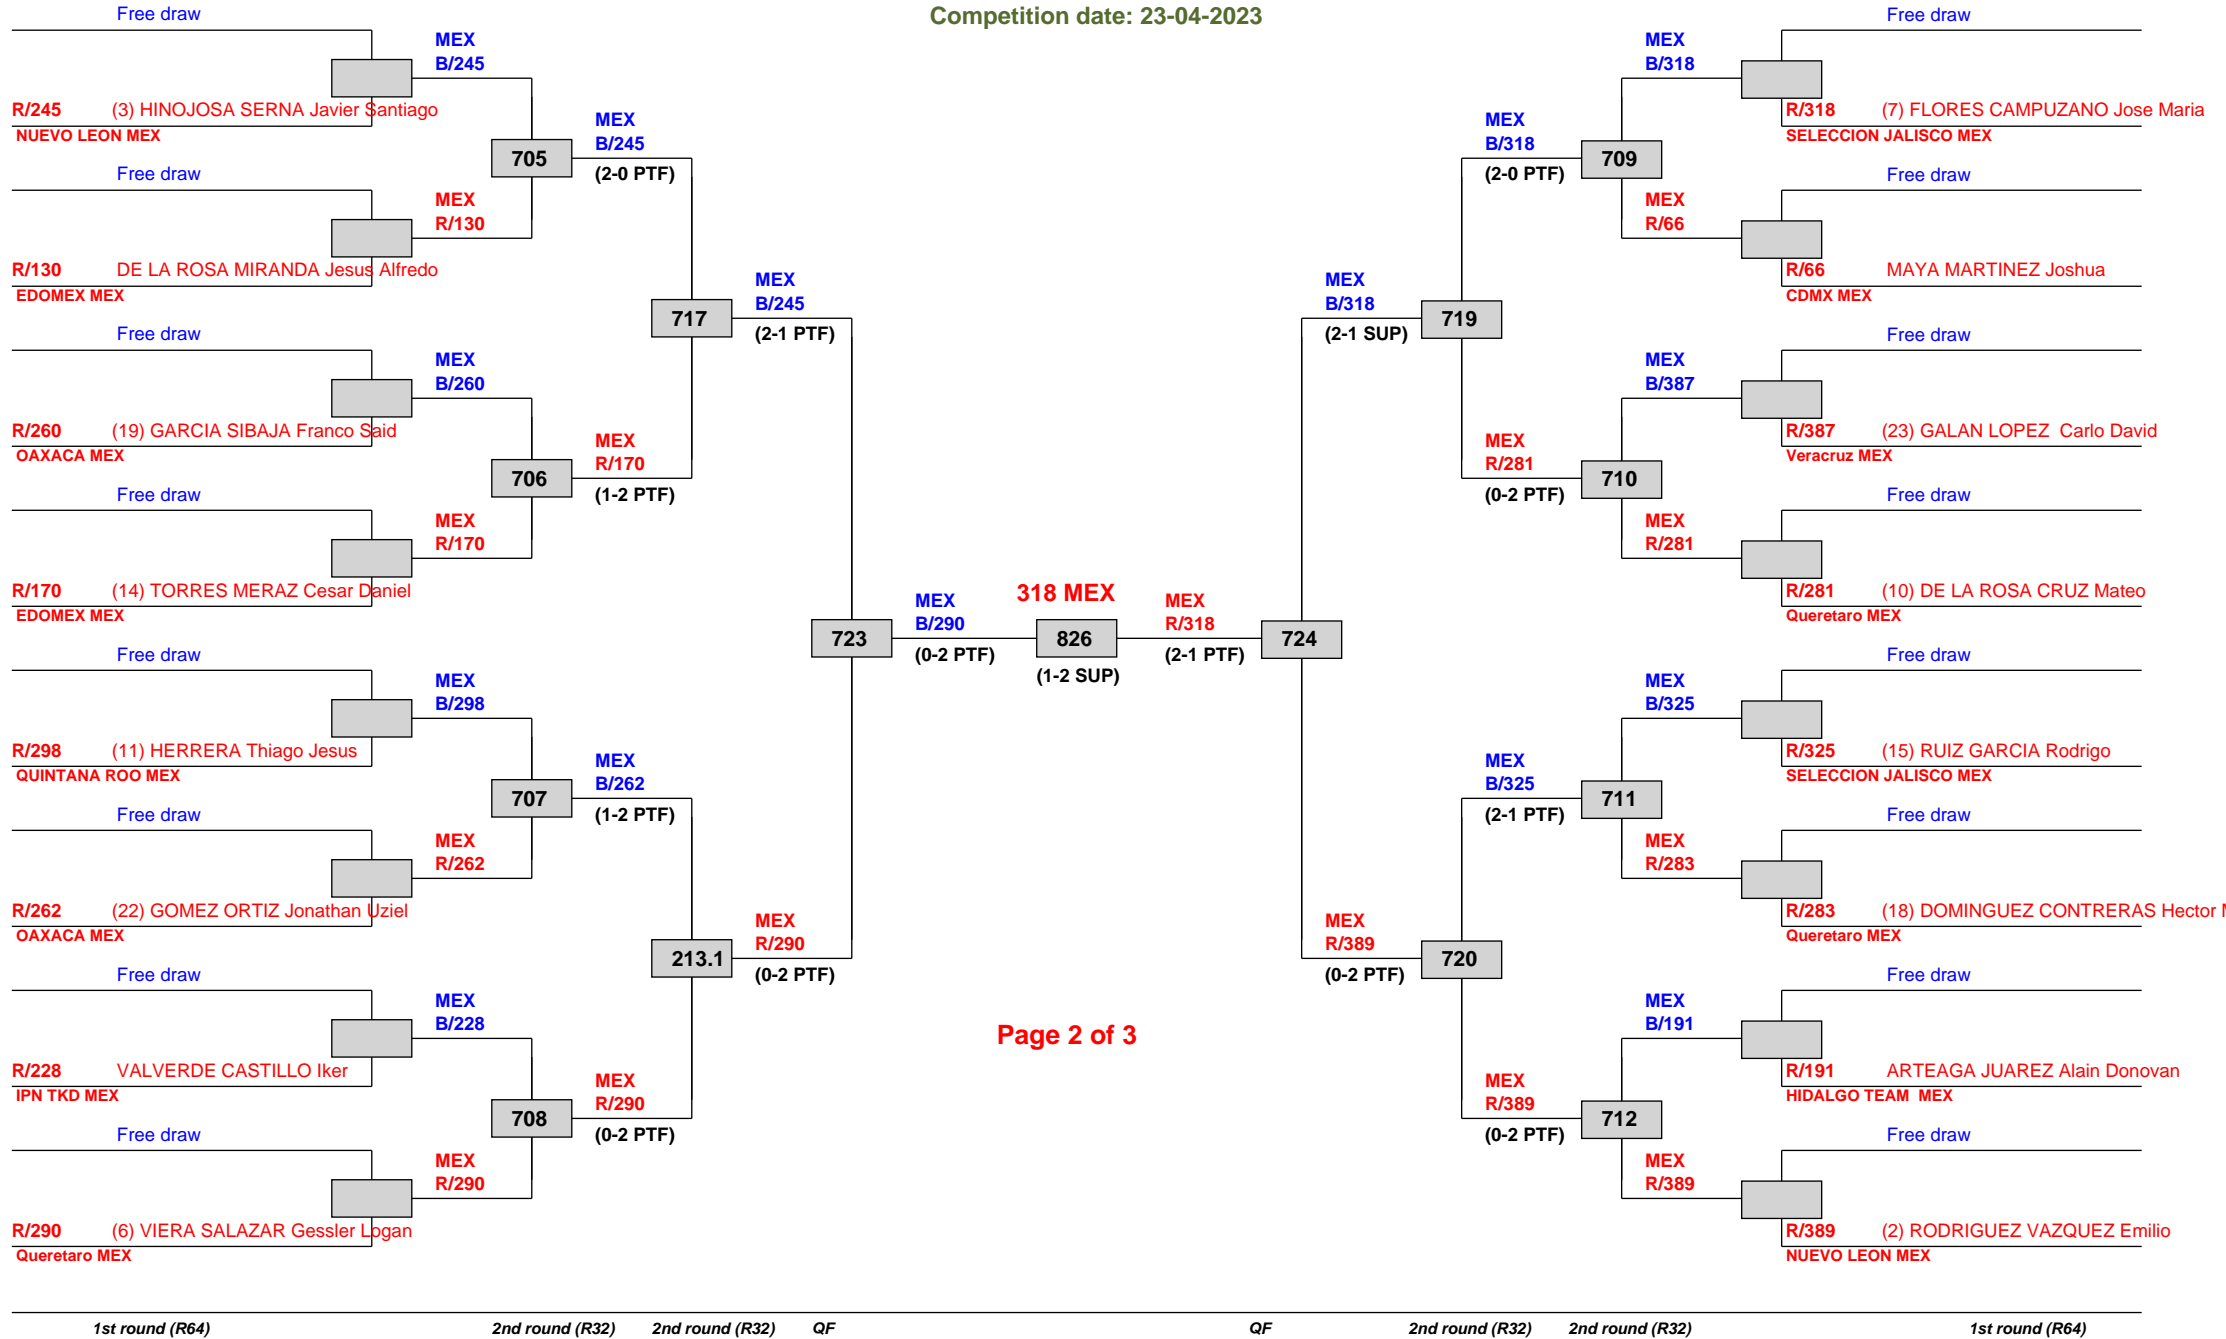 Competition date: 23-04-2023
Free draw
MEX
B/245
R/245 (3) HINOJOSA SERNA Javier Santiago
NUEVO LEON MEX
705
MEX
B/245
(2-0 PTF)
Free draw
MEX
R/130
R/130 DE LA ROSA MIRANDA Jesus Alfredo
EDOMEX MEX
717
MEX
B/245
(2-1 PTF)
Free draw
MEX
B/260
R/260 (19) GARCIA SIBAJA Franco Said
OAXACA MEX
706
MEX
R/170
(1-2 PTF)
Free draw
MEX
R/170
R/170 (14) TORRES MERAZ Cesar Daniel
EDOMEX MEX
723
MEX
B/290
(0-2 PTF)
Free draw
MEX
B/298
R/298 (11) HERRERA Thiago Jesus
QUINTANA ROO MEX
707
MEX
B/262
(1-2 PTF)
Free draw
MEX
R/262
R/262 (22) GOMEZ ORTIZ Jonathan Uziel
OAXACA MEX
213.1
MEX
R/290
(0-2 PTF)
Free draw
MEX
B/228
R/228 VALVERDE CASTILLO Iker
IPN TKD MEX
708
MEX
R/290
(0-2 PTF)
Free draw
MEX
R/290
R/290 (6) VIERA SALAZAR Gessler Logan
Queretaro MEX
318 MEX
826
(1-2 SUP)
MEX
R/318
(2-1 PTF)
724
Page 2 of 3
Free draw
MEX
B/318
R/318 (7) FLORES CAMPUZANO Jose Maria
SELECCION JALISCO MEX
MEX
B/318
(2-0 PTF)
709
Free draw
MEX
R/66
R/66 MAYA MARTINEZ Joshua
CDMX MEX
MEX
B/318
(2-1 SUP)
719
Free draw
MEX
B/387
R/387 (23) GALAN LOPEZ Carlo David
Veracruz MEX
MEX
R/281
(0-2 PTF)
710
Free draw
MEX
R/281
R/281 (10) DE LA ROSA CRUZ Mateo
Queretaro MEX
Free draw
MEX
B/325
R/325 (15) RUIZ GARCIA Rodrigo
SELECCION JALISCO MEX
MEX
B/325
(2-1 PTF)
711
Free draw
MEX
R/283
R/283 (18) DOMINGUEZ CONTRERAS Hector
Queretaro MEX
MEX
R/389
(0-2 PTF)
720
Free draw
MEX
B/191
R/191 ARTEAGA JUAREZ Alain Donovan
HIDALGO TEAM MEX
MEX
R/389
(0-2 PTF)
712
Free draw
MEX
R/389
R/389 (2) RODRIGUEZ VAZQUEZ Emilio
NUEVO LEON MEX
1st round (R64) 2nd round (R32) 2nd round (R32) QF QF 2nd round (R32) 2nd round (R32) 1st round (R64)